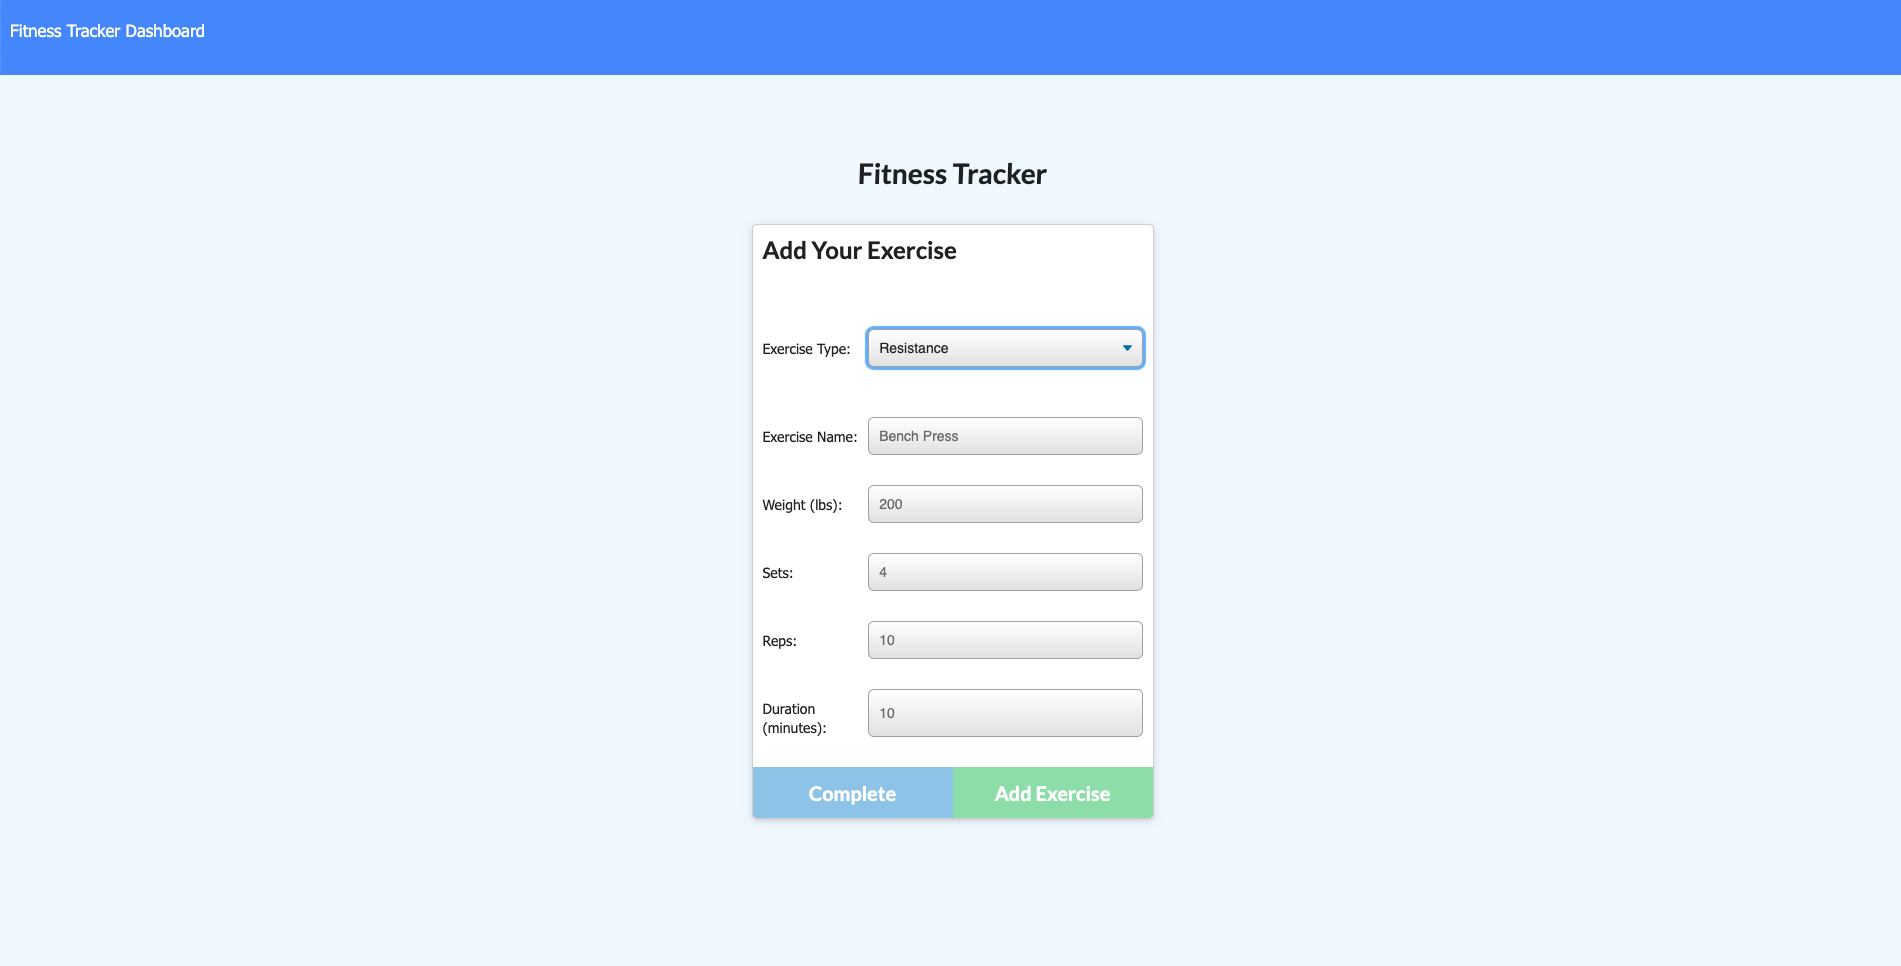 Fitness Tracker Dashboard
Fitness Tracker
Add Your Exercise
Exercise Type: Resistance
Exercise Name: Bench Press
Weight (lbs): 200
Sets: 4
Reps: 10
Duration
(minutes): 10
Complete Add Exercise